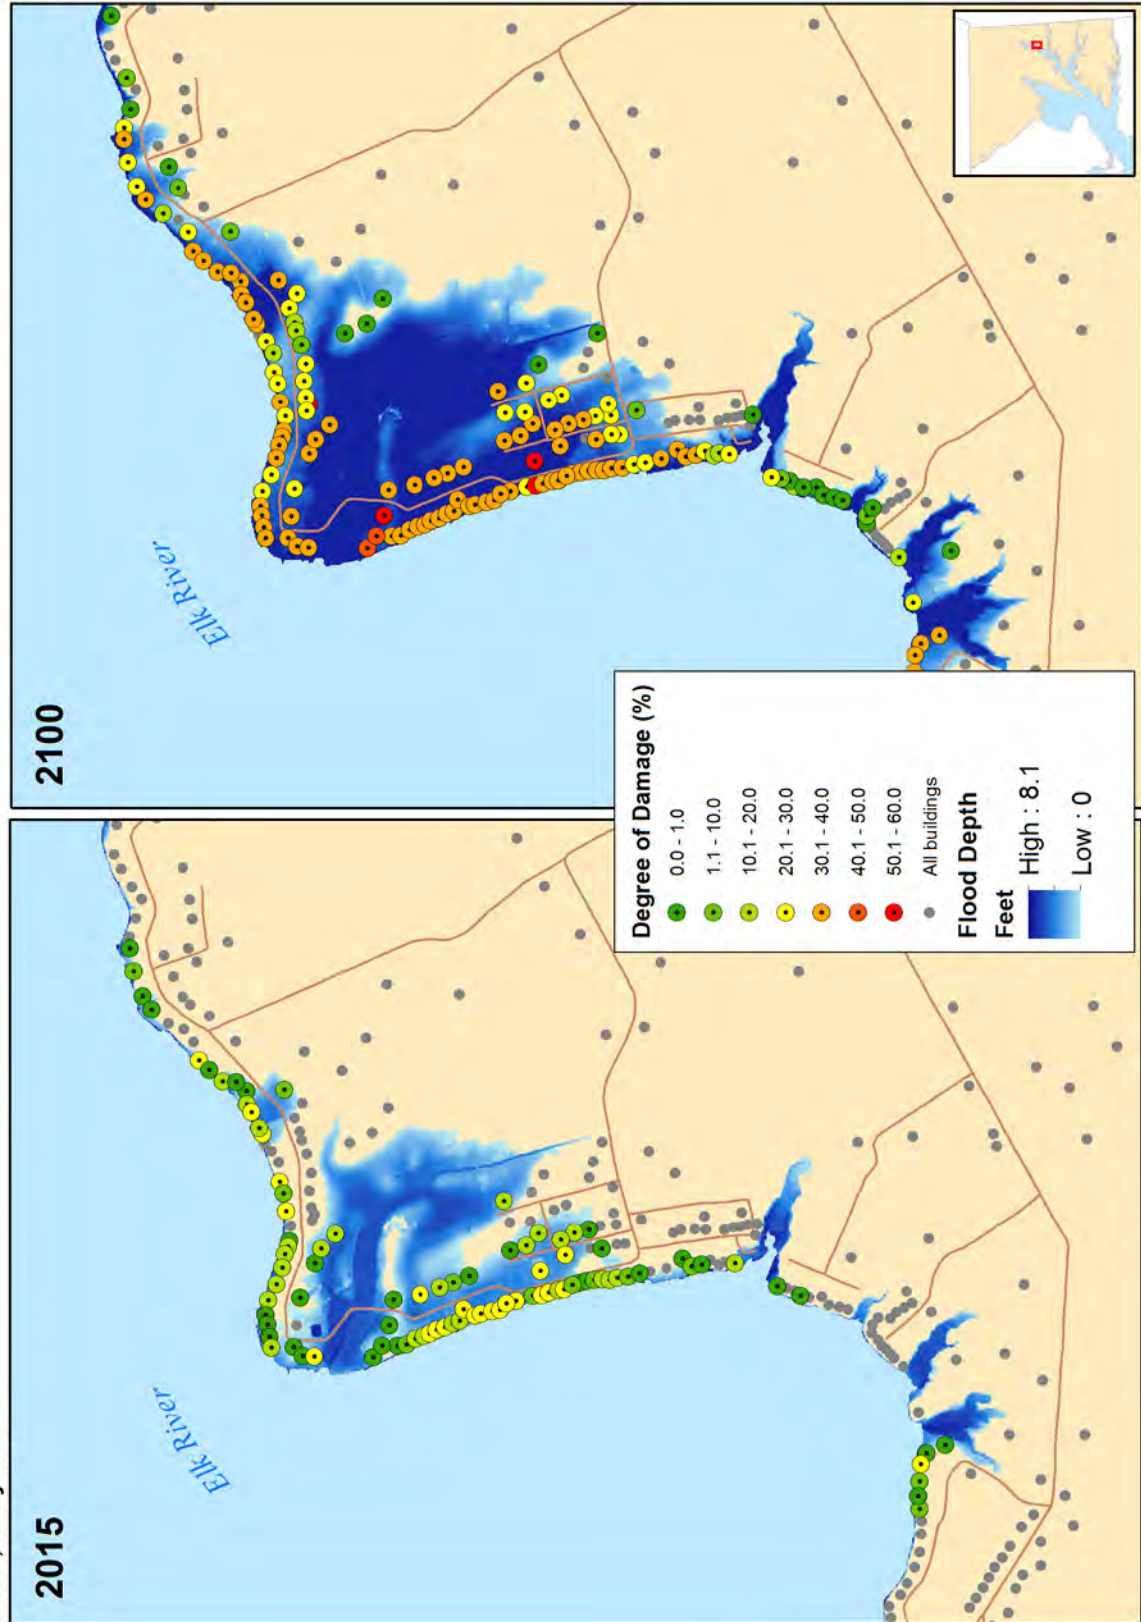 2015
Elk River
2100
Elk River
Degree of Damage (%)
0.0 - 1.0
1.1 - 10.0
10.1 - 20.0
20.1 - 30.0
30.1 - 40.0
40.1 - 50.0
50.1 - 60.0
All buildings
Flood Depth
Feet
High : 8.1
Low : 0